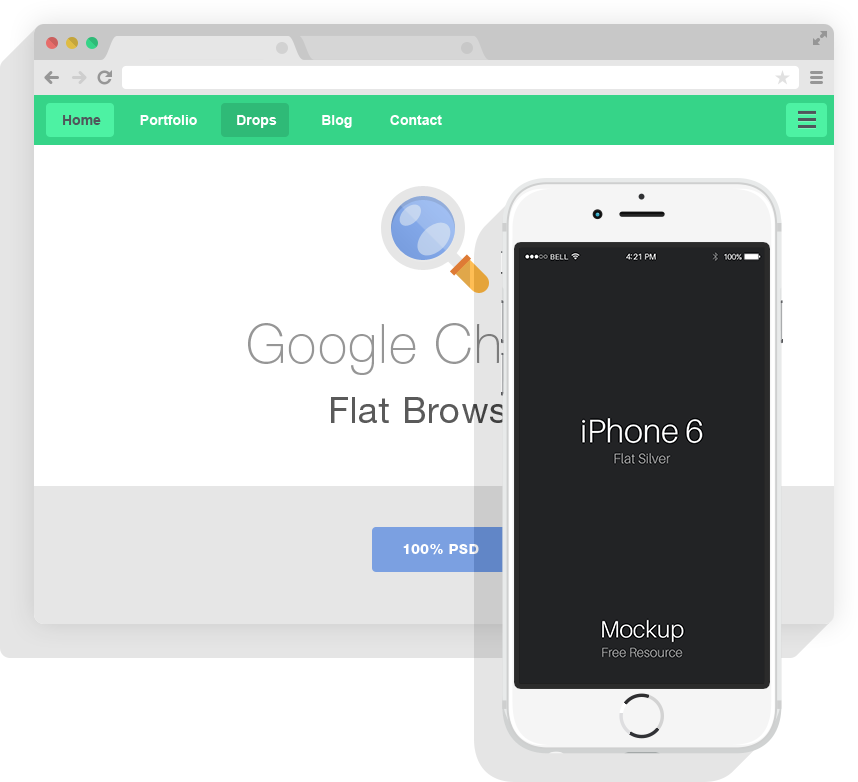 Home Portfolio Drops Blog Contact
Google Ch
Flat Brows
100% PSD
BELL 4:21 PM 100%
iPhone 6
Flat Silver
Mockup
Free Resource